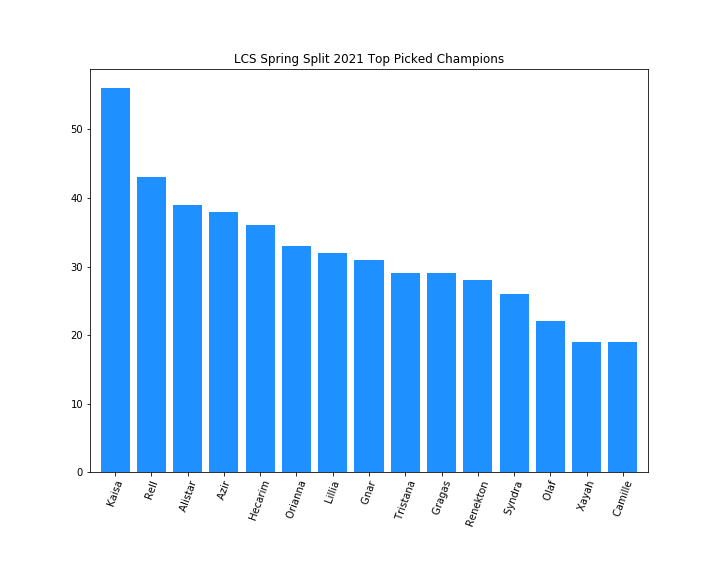 LCS Spring Split 2021 Top Picked Champions
50
40
30
20
10
0
Kaisa
Rell
Alistar
Azir
Hecarim
Orianna
Lillia
Gnar
Tristana
Gragas
Renekton
Syndra
Olaf
Xayah
Camille